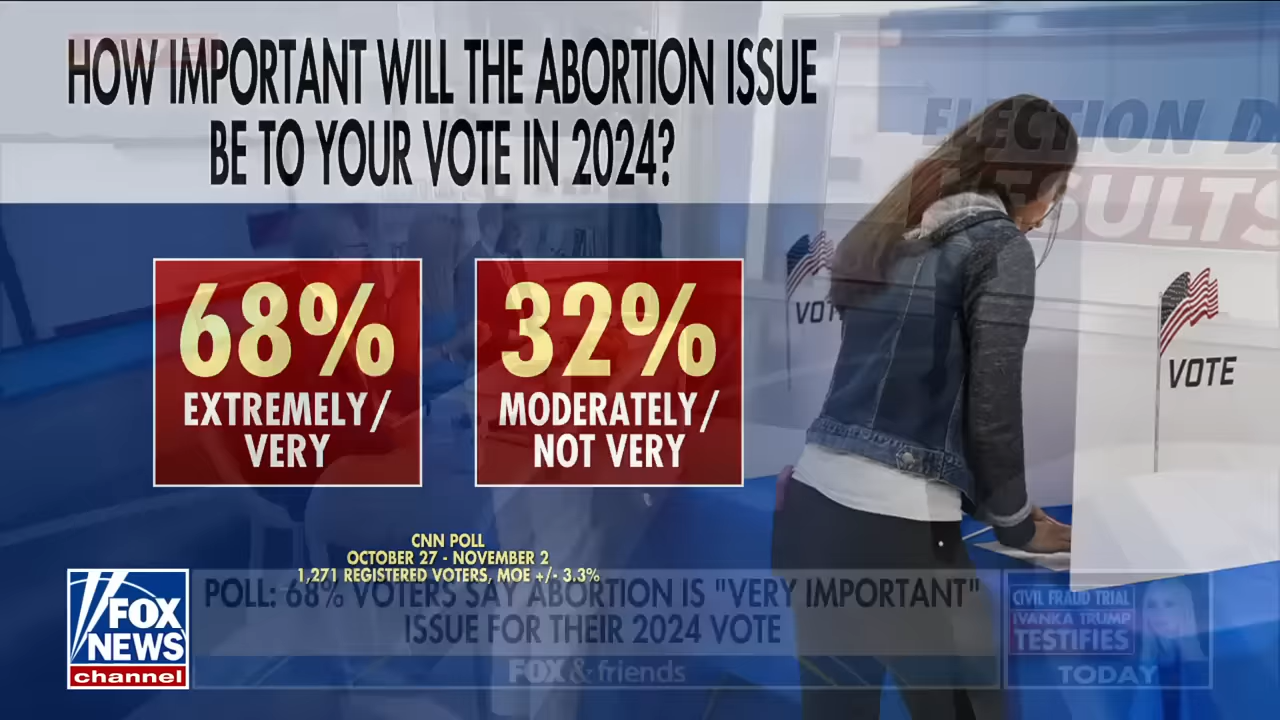 HOW IMPORTANT WILL THE ABORTION ISSUE
BE TO YOUR VOTE IN 2024?
68%
EXTREMELY/
VERY
32%
MODERATELY/
NOT VERY
CNN POLL
OCTOBER 27 - NOVEMBER 2
1,271 REGISTERED VOTERS, MOE +/- 3.3%
ELECTION D
RESULTS
VOT
VOTE
POLL: 68% VOTERS SAY ABORTION IS "VERY IMPORTANT"
ISSUE FOR THEIR 2024 VOTE
FOX & friends
FOX
NEWS
channel
CIVIL FRAUD TRIAL
IVANKA TRUMP
TESTIFIES
TODAY